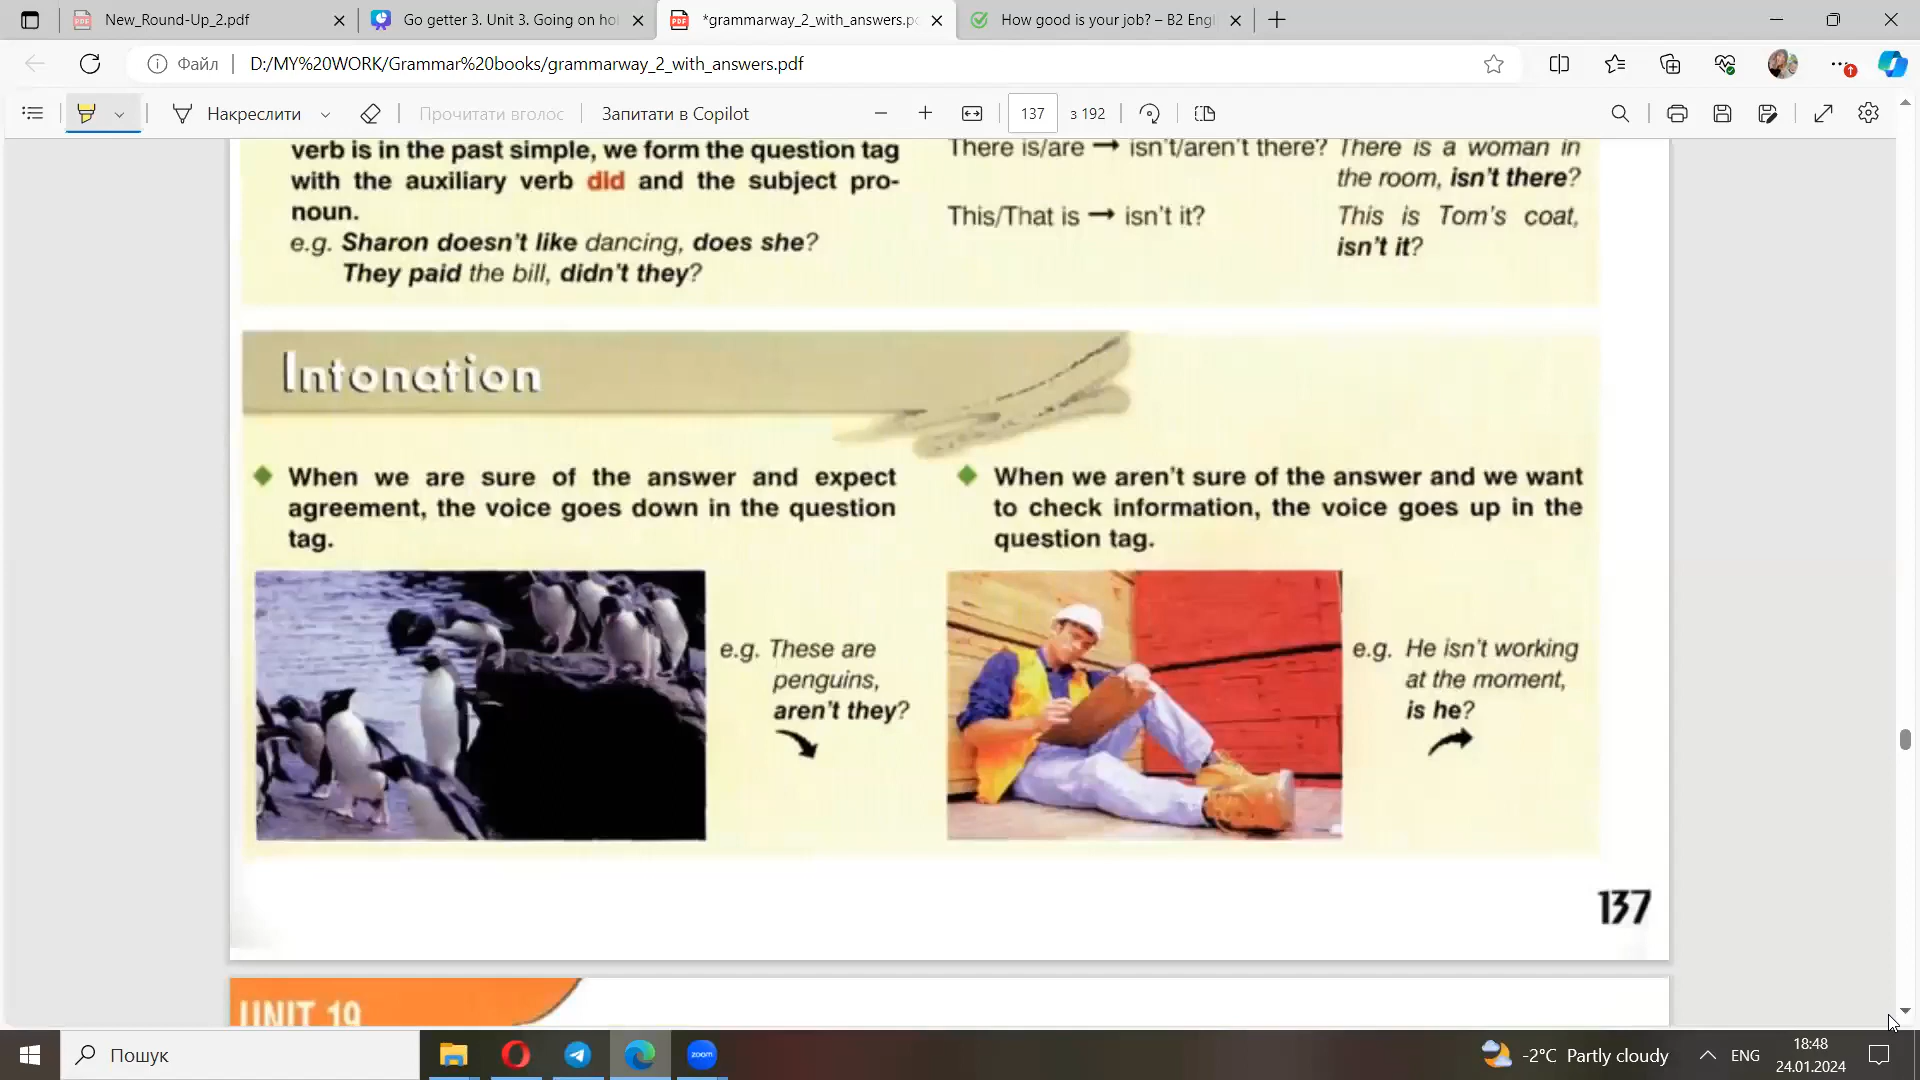 New_Round-Up_2.pdf
Go getter 3. Unit 3. Going on hol
*grammarway_2_with_answers.pd
How good is your job? – B2 Engl
Файл
D:/MY%20WORK/Grammar%20books/grammarway_2_with_answers.pdf
Накреслити
Прочитати вголос
Запитати в Copilot
137
з 192
verb is in the past simple, we form the question tag
with the auxiliary verb did and the subject pro-
noun.
e.g. Sharon doesn't like dancing, does she?
They paid the bill, didn't they?
There is/are → isn't/aren't there? There is a woman in
the room, isn't there?
This/That is → isn't it? This is Tom's coat,
isn't it?
Intonation
When we are sure of the answer and expect
agreement, the voice goes down in the question
tag.
e.g. These are
penguins,
aren't they?
When we aren't sure of the answer and we want
to check information, the voice goes up in the
question tag.
e.g. He isn't working
at the moment,
is he?
137
UNIT 19
Пошук
zoom
-2°C Partly cloudy
ENG
18:48
24.01.2024